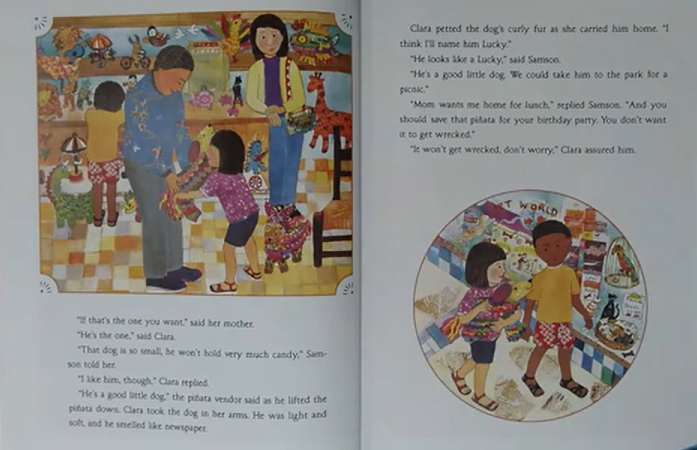 "If that's the one you want," said her mother.
"He's the one," said Clara.
"That dog is so small, he won't hold very much candy," Sam-
son told her.
"I like him, though," Clara replied.
"He's a good little dog," the piñata vendor said as he lifted the
piñata down. Clara took the dog in her arms. He was light and
soft, and he smelled like newspaper.
Clara petted the dog's curly fur as she carried him home. "I
think I'll name him Lucky."
"He looks like a Lucky," said Samson.
"He's a good little dog. We could take him to the park for a
picnic."
"Mom wants me home for lunch," replied Samson. "And you
should save that piñata for your birthday party. You don't want
it to get wrecked."
"It won't get wrecked, don't worry," Clara assured him.
T WORLD